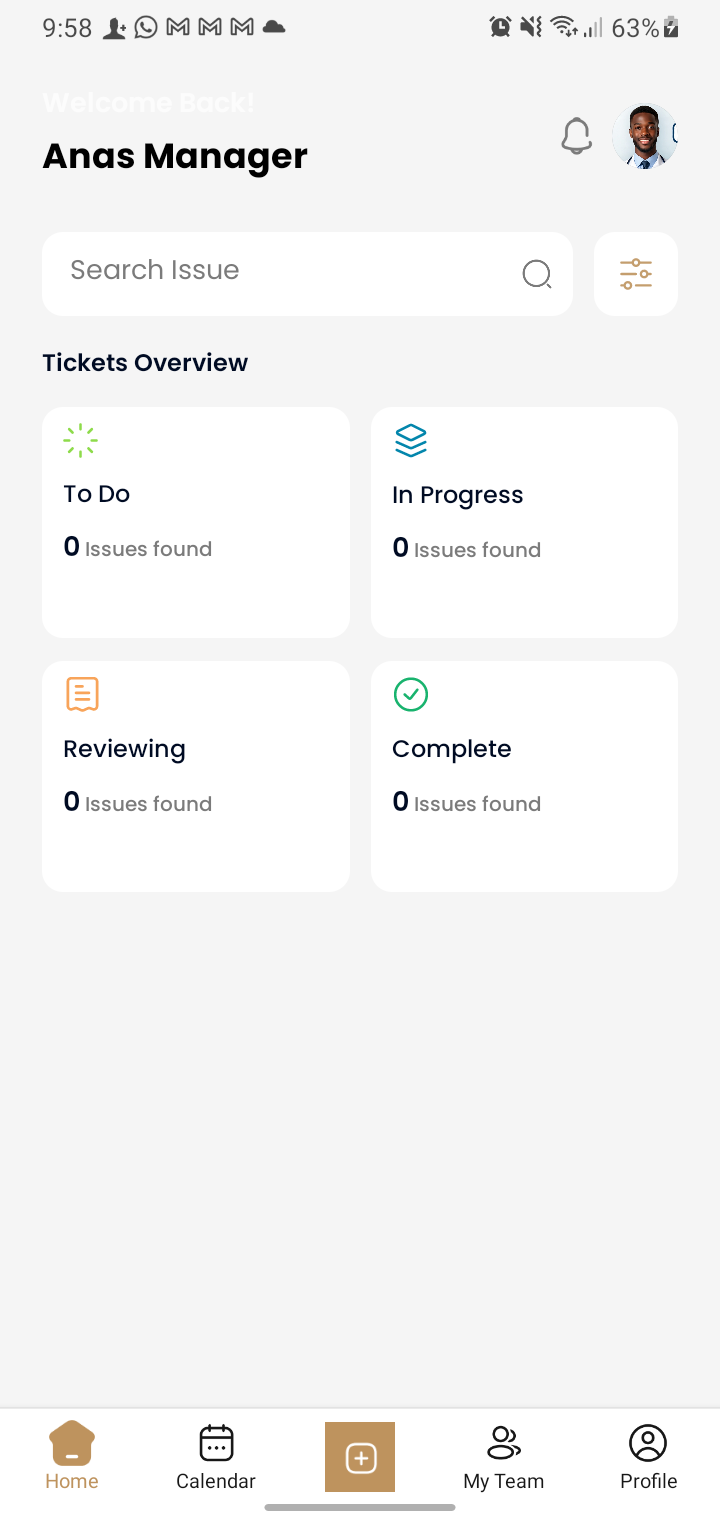 9:58
63%
Welcome Back!
Anas Manager
Search Issue
Tickets Overview
To Do
0 Issues found
In Progress
0 Issues found
Reviewing
0 Issues found
Complete
0 Issues found
Home
Calendar
My Team
Profile